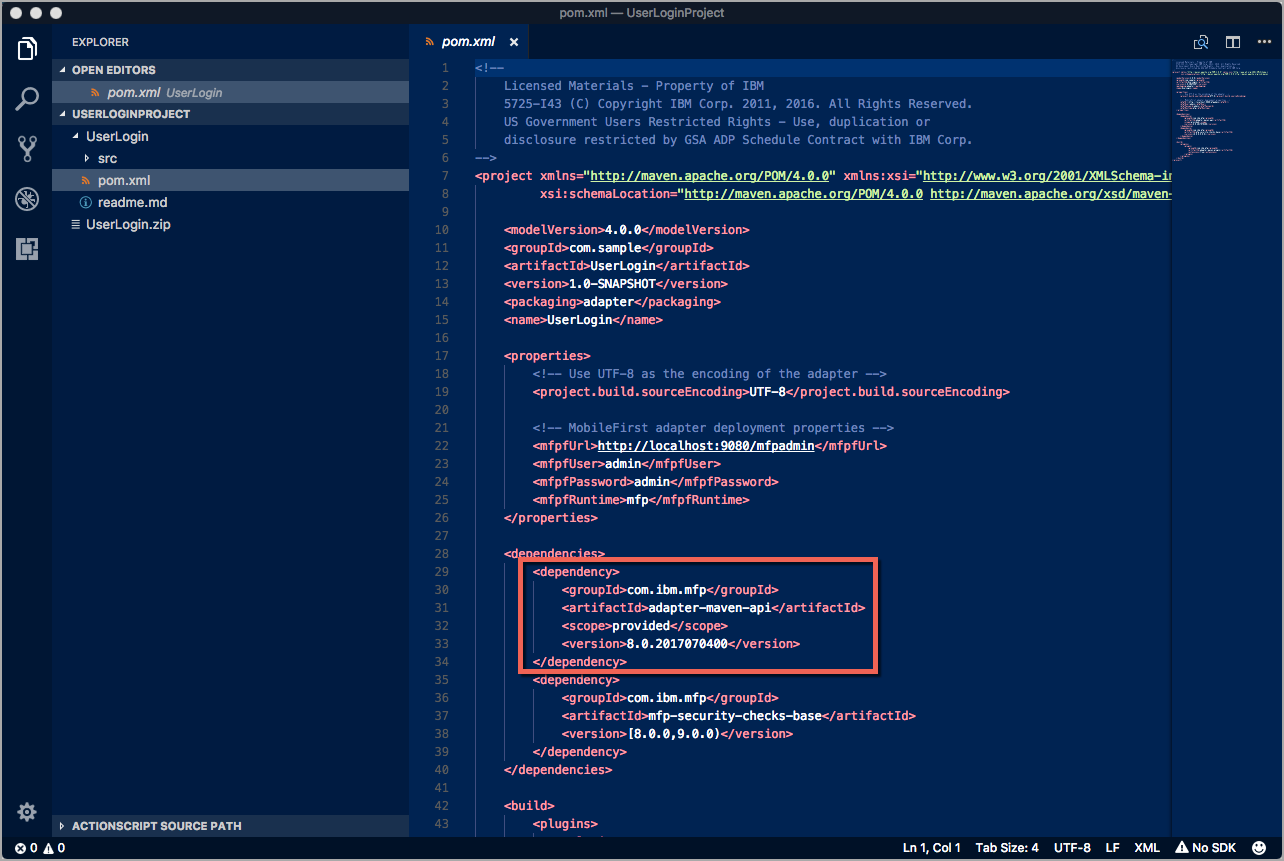 pom.xml — UserLoginProject
EXPLORER
OPEN EDITORS
pom.xml UserLogin
USERLOGINPROJECT
UserLogin
src
pom.xml
readme.md
UserLogin.zip
ACTIONSCRIPT SOURCE PATH
pom.xml
1 <!--
2 Licensed Materials - Property of IBM
3 5725-I43 (C) Copyright IBM Corp. 2011, 2016. All Rights Reserved.
4 US Government Users Restricted Rights - Use, duplication or
5 disclosure restricted by GSA ADP Schedule Contract with IBM Corp.
6 -->
7 <project xmlns="http://maven.apache.org/POM/4.0.0" xmlns:xsi="http://www.w3.org/2001/XMLSchema-in
8 xsi:schemaLocation="http://maven.apache.org/POM/4.0.0 http://maven.apache.org/xsd/maven-
9
10 <modelVersion>4.0.0</modelVersion>
11 <groupId>com.sample</groupId>
12 <artifactId>UserLogin</artifactId>
13 <version>1.0-SNAPSHOT</version>
14 <packaging>adapter</packaging>
15 <name>UserLogin</name>
16
17 <properties>
18 <!-- Use UTF-8 as the encoding of the adapter -->
19 <project.build.sourceEncoding>UTF-8</project.build.sourceEncoding>
20
21 <!-- MobileFirst adapter deployment properties -->
22 <mfpfUrl>http://localhost:9080/mfpadmin</mfpfUrl>
23 <mfpfUser>admin</mfpfUser>
24 <mfpfPassword>admin</mfpfPassword>
25 <mfpfRuntime>mfp</mfpfRuntime>
26 </properties>
27
28 <dependencies>
29 <dependency>
30 <groupId>com.ibm.mfp</groupId>
31 <artifactId>adapter-maven-api</artifactId>
32 <scope>provided</scope>
33 <version>8.0.2017070400</version>
34 </dependency>
35 <dependency>
36 <groupId>com.ibm.mfp</groupId>
37 <artifactId>mfp-security-checks-base</artifactId>
38 <version>[8.0.0,9.0.0)</version>
39 </dependency>
40 </dependencies>
41
42 <build>
43 <plugins>
0 0 Ln 1, Col 1 Tab Size: 4 UTF-8 LF XML No SDK